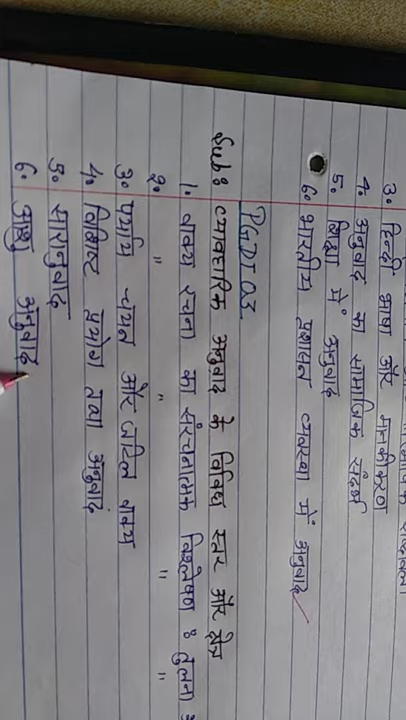 3. हिन्दी भाषा और मानकीकरण
4. अनुवाद का सामाजिक संदर्भ
5. शिक्षा में अनुवाद
6. भारतीय प्रशासन व्यवस्था में अनुवाद
PGDT 03
Sub: व्यावहारिक अनुवाद के विविध स्तर और क्षेत्र
1. वाक्य रचना का संरचनात्मक विश्लेषण : तुलना
2. " " " "
3. पर्याय चयन और जटिल वाक्य
4. विशिष्ट प्रयोग तथा अनुवाद
5. सारानुवाद
6. आशु अनुवाद